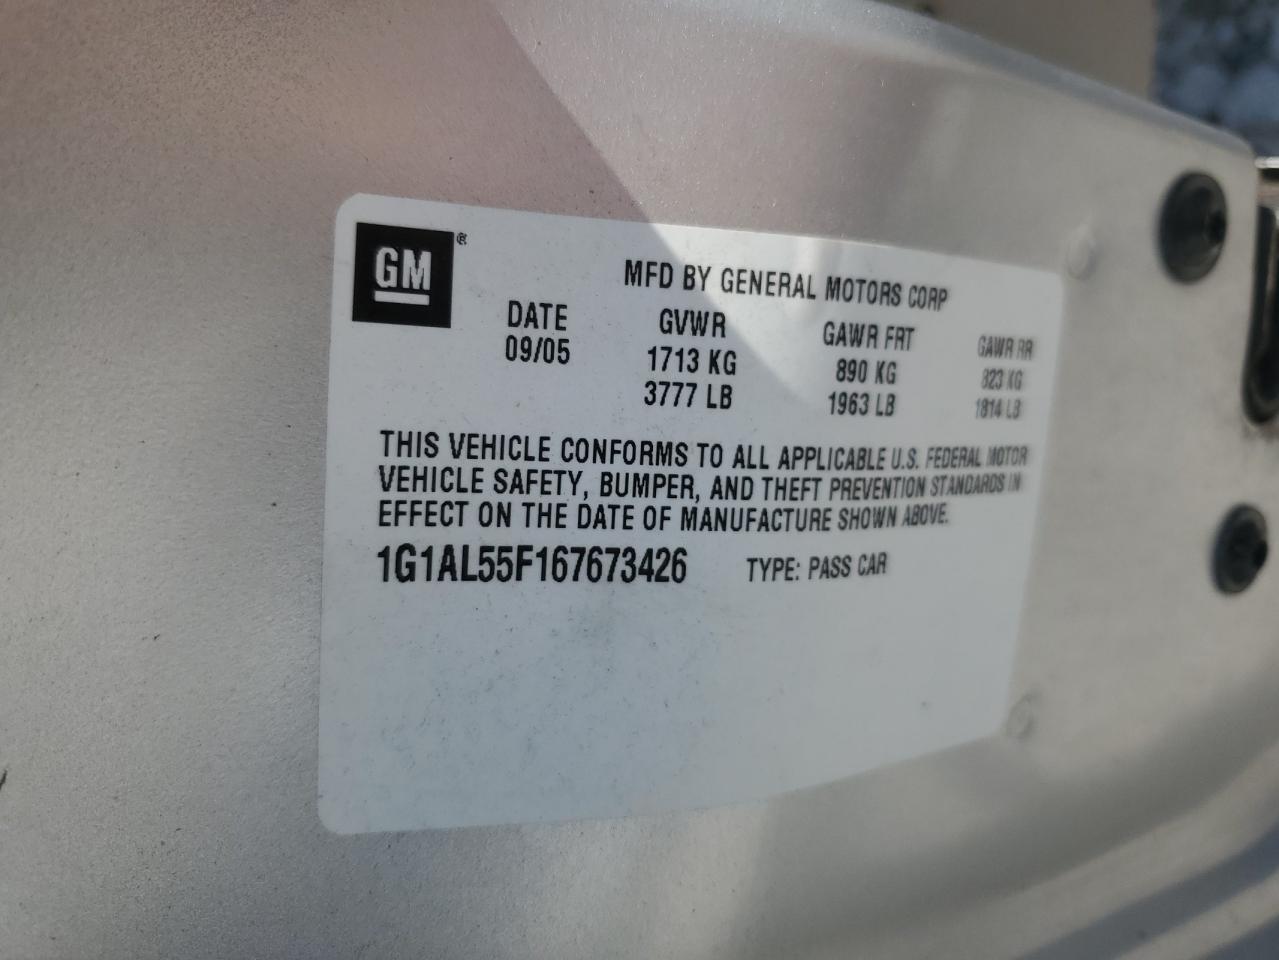 GM®
MFD BY GENERAL MOTORS CORP
DATE GVWR GAWR FRT GAWR RR
09/05 1713 KG 890 KG 823 KG
3777 LB 1963 LB 1814 LB
THIS VEHICLE CONFORMS TO ALL APPLICABLE U.S. FEDERAL MOTOR
VEHICLE SAFETY, BUMPER, AND THEFT PREVENTION STANDARDS IN
EFFECT ON THE DATE OF MANUFACTURE SHOWN ABOVE.
1G1AL55F167673426 TYPE: PASS CAR